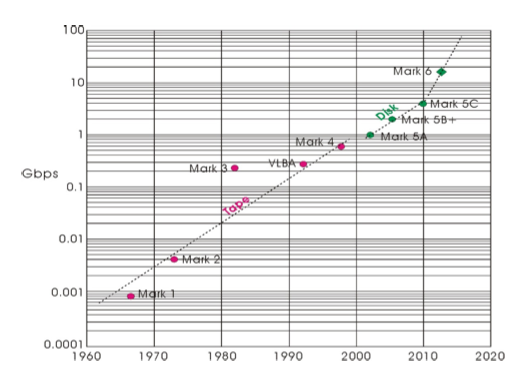 100
Mark 6
10
Mark 5C
Disk
Mark 5B+
1
Mark 5A
Mark 4
VLBA
Mark 3
Gbps
0.1
Tape
0.01
Mark 2
0.001
Mark 1
0.0001
1960 1970 1980 1990 2000 2010 2020